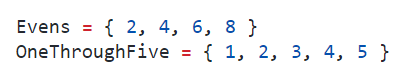 Evens = { 2, 4, 6, 8 }
OneThroughFive = { 1, 2, 3, 4, 5 }